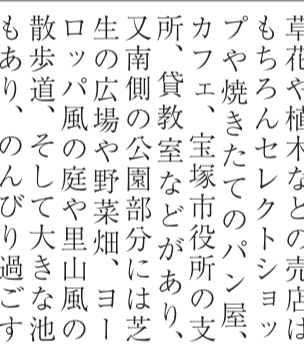 草花や植木などの売店は
もちろんセレクトショッ
プや焼きたてのパン屋、
カフェ、宝塚市役所の支
所、貸教室などがあり、
又南側の公園部分には芝
生の広場や野菜畑、ヨー
ロッパ風の庭や里山風の
散歩道、そして大きな池
もあり、のんびり過ごす